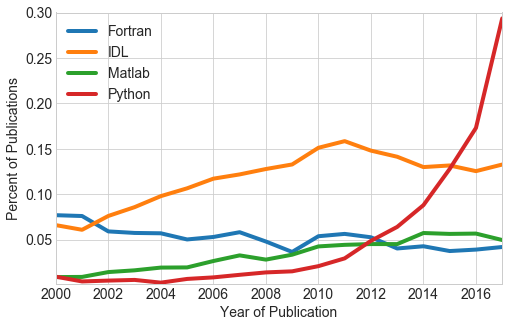 0.30
0.25
0.20
0.15
0.10
0.05
Percent of Publications
Fortran
IDL
Matlab
Python
2000 2002 2004 2006 2008 2010 2012 2014 2016
Year of Publication